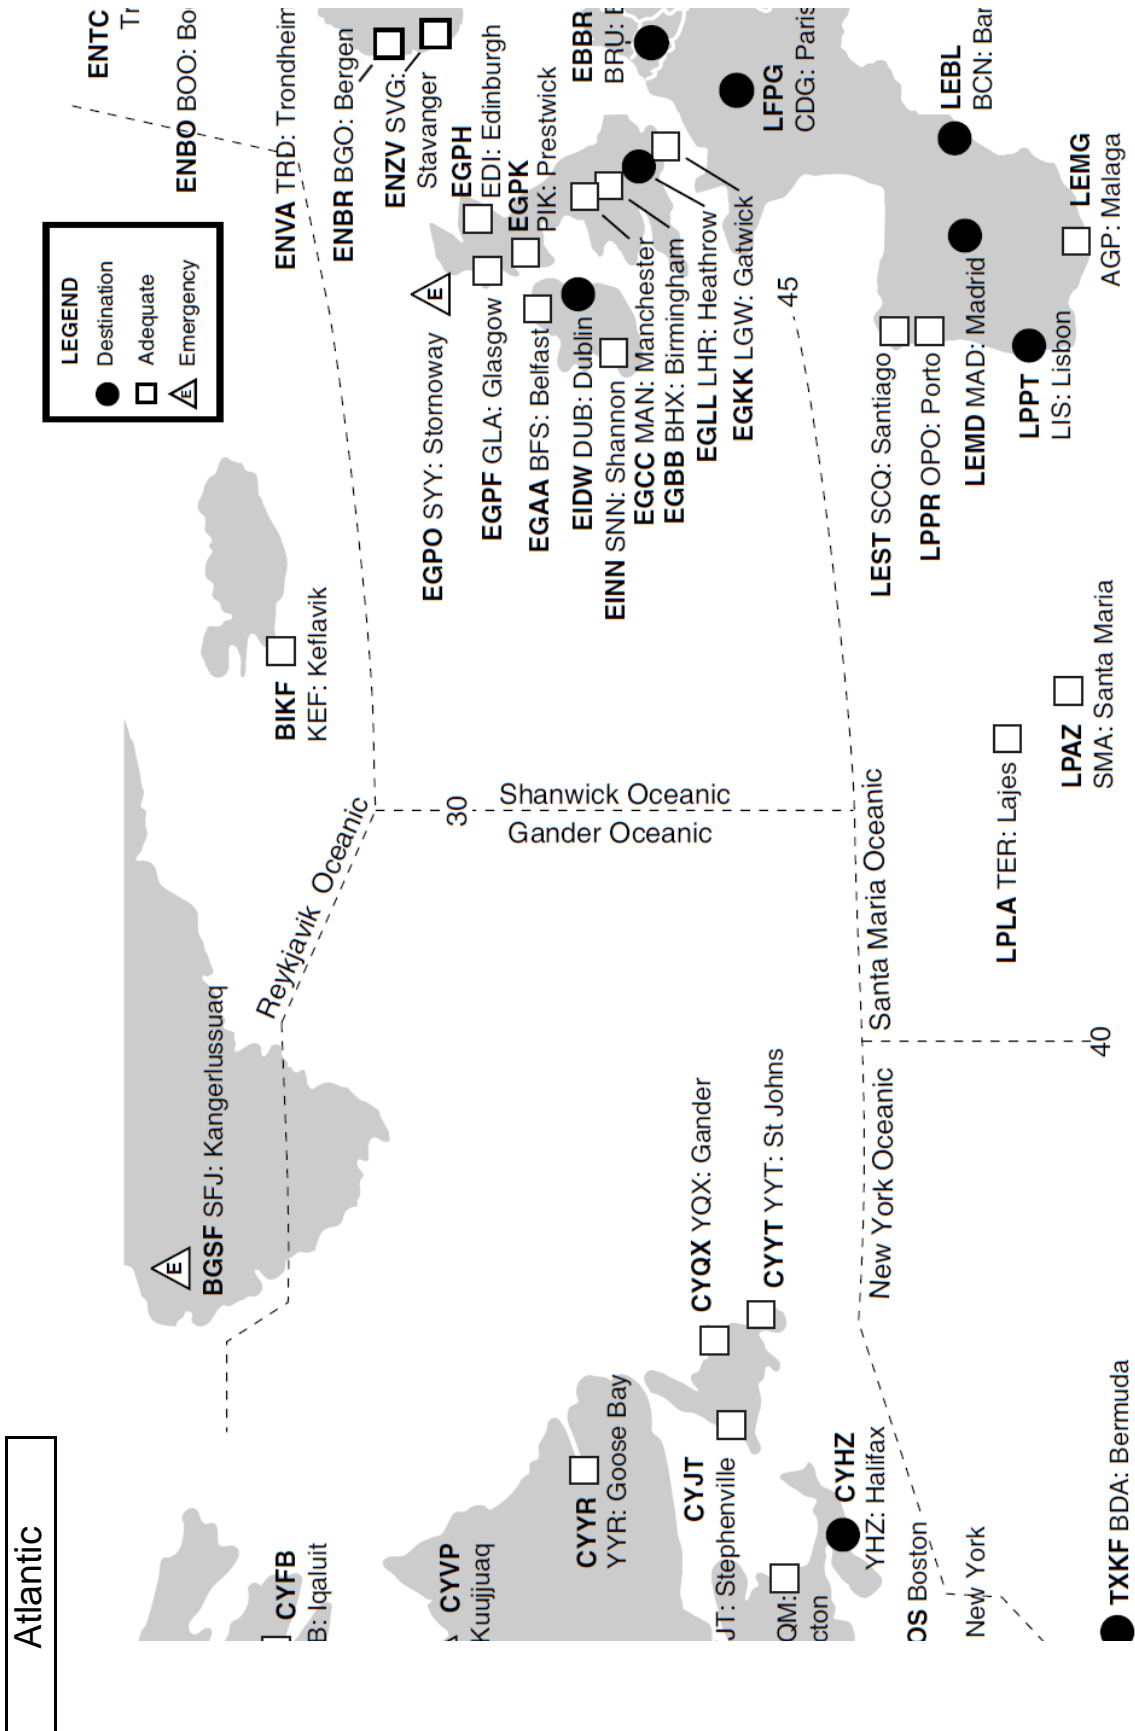 Atlantic
LEGEND
Destination
Adequate
E Emergency
ENTC
Tr
ENBO BOO: Bo
ENVA TRD: Trondheim
ENBR BGO: Bergen
ENZV SVG:
Stavanger
EGPH
EDI: Edinburgh
EGPK
PIK: Prestwick
EBBR
BRU: B
LFPG
CDG: Paris
LEBL
BCN: Bar
LEMG
AGP: Malaga
E
EGPO SYY: Stornoway
EGPF GLA: Glasgow
EGAA BFS: Belfast
EIDW DUB: Dublin
EINN SNN: Shannon
EGCC MAN: Manchester
EGBB BHX: Birmingham
EGLL LHR: Heathrow
EGKK LGW: Gatwick
45
LEST SCQ: Santiago
LPPR OPO: Porto
LEMD MAD: Madrid
LPPT
LIS: Lisbon
BIKF
KEF: Keflavik
LPAZ
SMA: Santa Maria
LPLA TER: Lajes
Reykjavik Oceanic
30
Shanwick Oceanic
Gander Oceanic
Santa Maria Oceanic
New York Oceanic
40
E
BGSF SFJ: Kangerlussuaq
CYQX YQX: Gander
CYYT YYT: St Johns
CYYR
YYR: Goose Bay
CYJT
JT: Stephenville
CYHZ
YHZ: Halifax
QM:
cton
CYFB
B: Iqaluit
CYVP
Kuujjuaq
OS Boston
New York
TXKF BDA: Bermuda